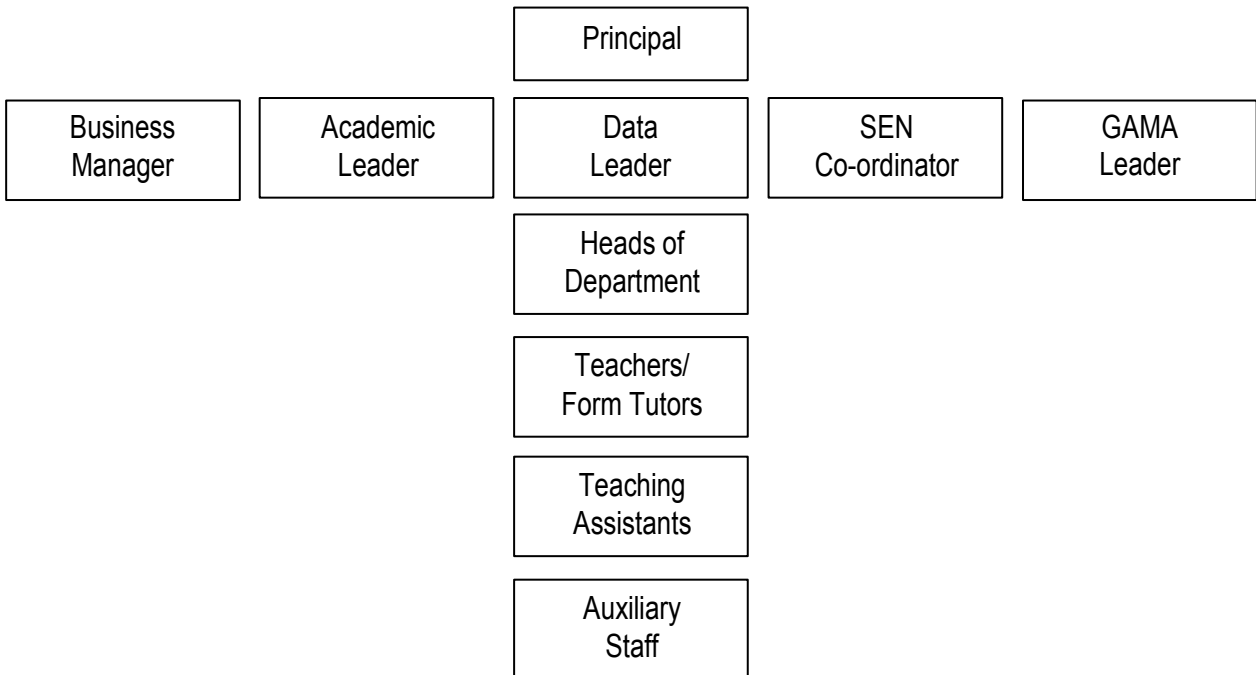 Principal
Business
Manager
Academic
Leader
Data
Leader
SEN
Co-ordinator
GAMA
Leader
Heads of
Department
Teachers/
Form Tutors
Teaching
Assistants
Auxiliary
Staff